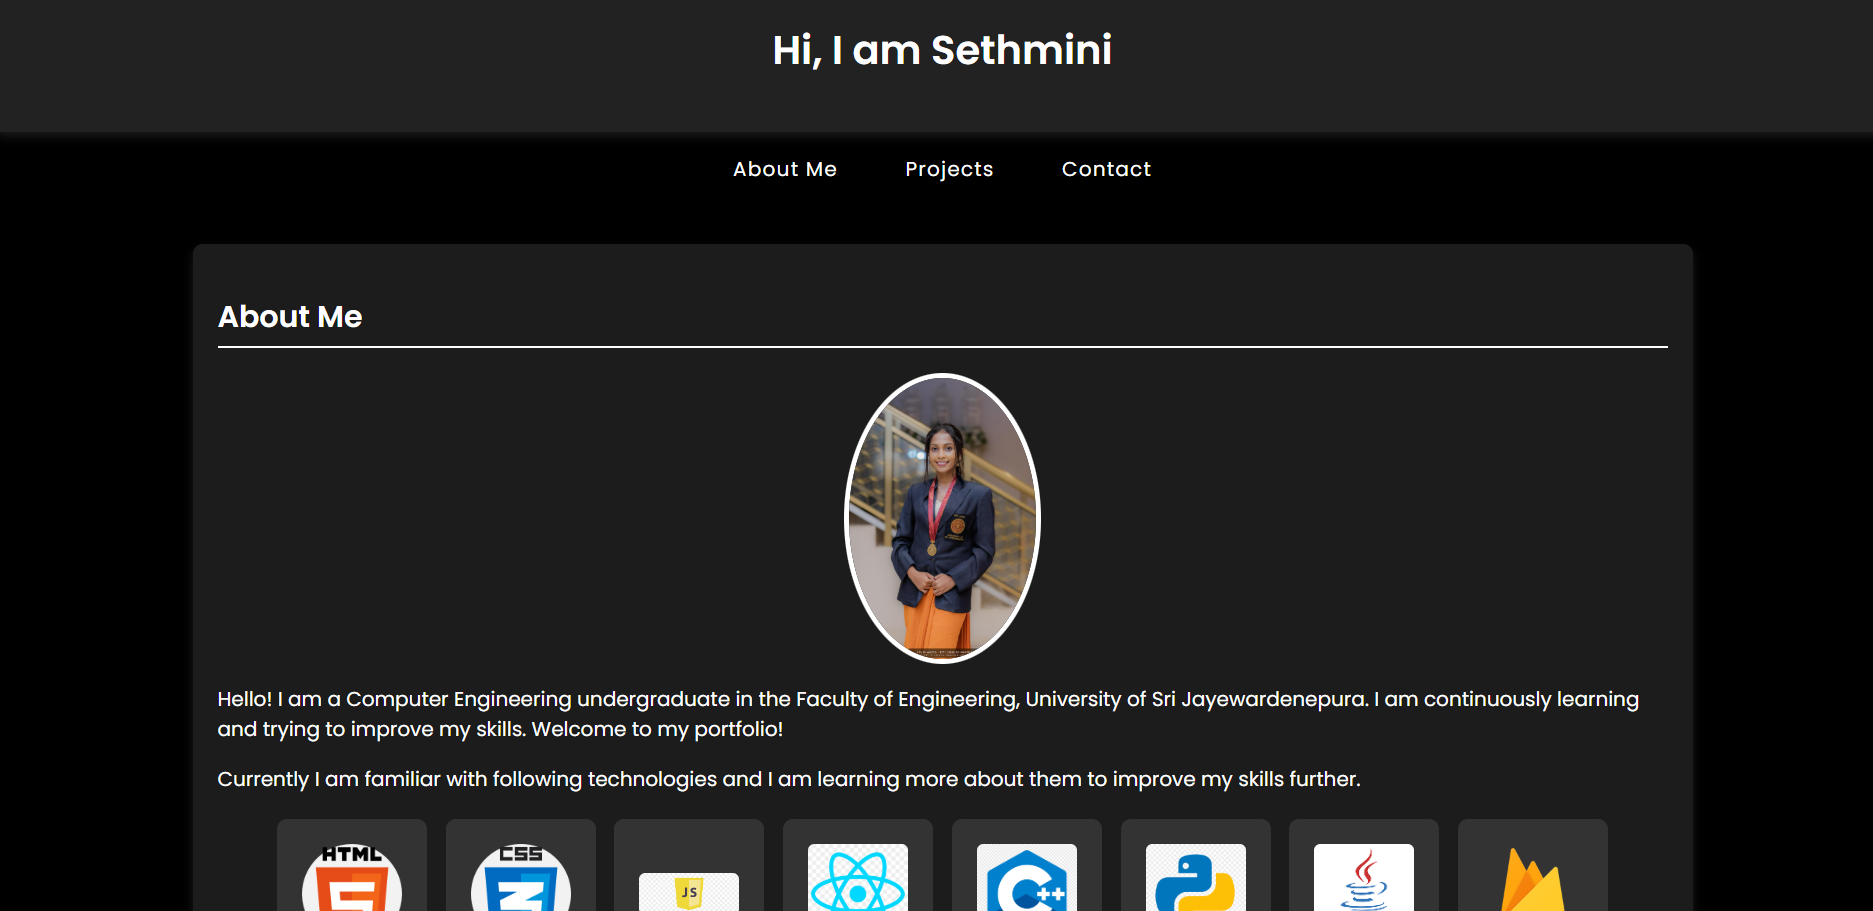 Hi, I am Sethmini
About Me Projects Contact
About Me
Hello! I am a Computer Engineering undergraduate in the Faculty of Engineering, University of Sri Jayewardenepura. I am continuously learning
and trying to improve my skills. Welcome to my portfolio!
Currently I am familiar with following technologies and I am learning more about them to improve my skills further.
HTML CSS JS C++